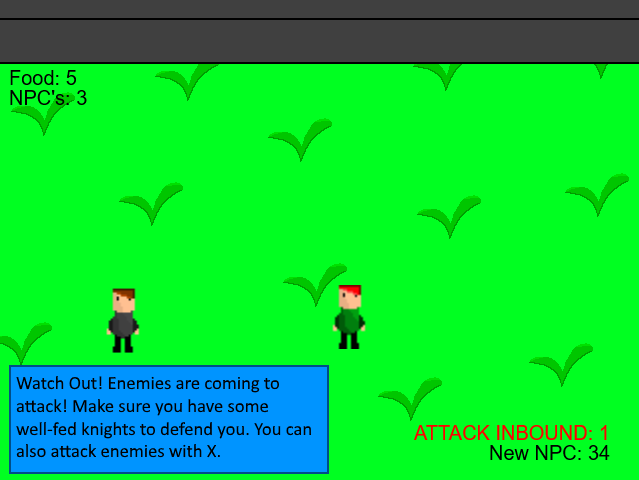 Food: 5
NPC's: 3
Watch Out! Enemies are coming to
attack! Make sure you have some
well-fed knights to defend you. You can
also attack enemies with X.
ATTACK INBOUND: 1
New NPC: 34